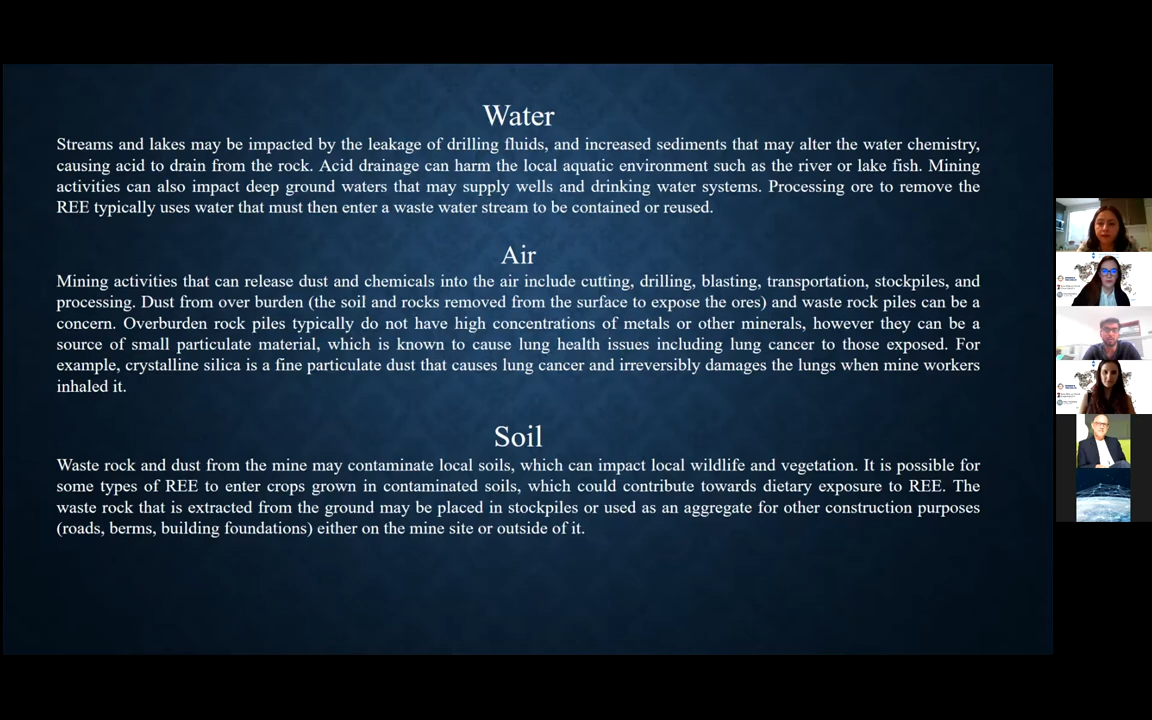 Water
Streams and lakes may be impacted by the leakage of drilling fluids, and increased sediments that may alter the water chemistry,
causing acid to drain from the rock. Acid drainage can harm the local aquatic environment such as the river or lake fish. Mining
activities can also impact deep ground waters that may supply wells and drinking water systems. Processing ore to remove the
REE typically uses water that must then enter a waste water stream to be contained or reused.
Air
Mining activities that can release dust and chemicals into the air include cutting, drilling, blasting, transportation, stockpiles, and
processing. Dust from over burden (the soil and rocks removed from the surface to expose the ores) and waste rock piles can be a
concern. Overburden rock piles typically do not have high concentrations of metals or other minerals, however they can be a
source of small particulate material, which is known to cause lung health issues including lung cancer to those exposed. For
example, crystalline silica is a fine particulate dust that causes lung cancer and irreversibly damages the lungs when mine workers
inhaled it.
Soil
Waste rock and dust from the mine may contaminate local soils, which can impact local wildlife and vegetation. It is possible for
some types of REE to enter crops grown in contaminated soils, which could contribute towards dietary exposure to REE. The
waste rock that is extracted from the ground may be placed in stockpiles or used as an aggregate for other construction purposes
(roads, berms, building foundations) either on the mine site or outside of it.